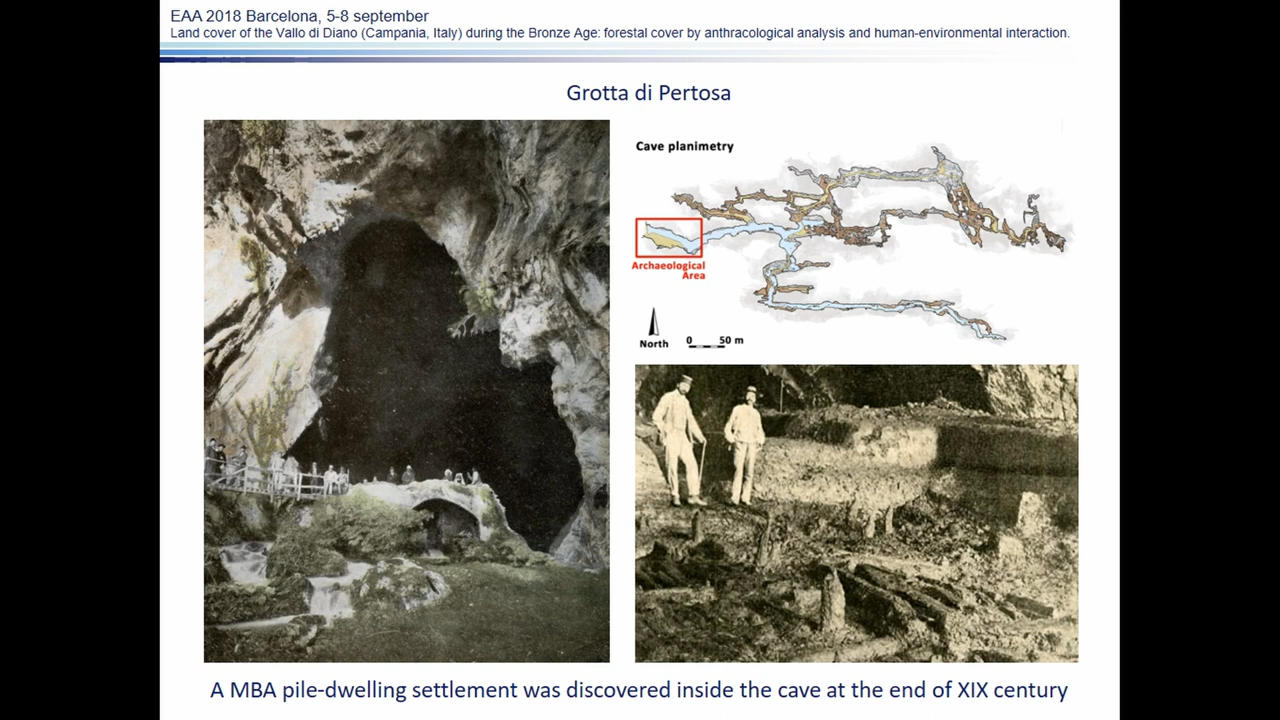 EAA 2018 Barcelona, 5-8 september
Land cover of the Vallo di Diano (Campania, Italy) during the Bronze Age: forestal cover by anthracological analysis and human-environmental interaction.
Grotta di Pertosa
Cave planimetry
Archaeological
Area
North
0 50 m
A MBA pile-dwelling settlement was discovered inside the cave at the end of XIX century